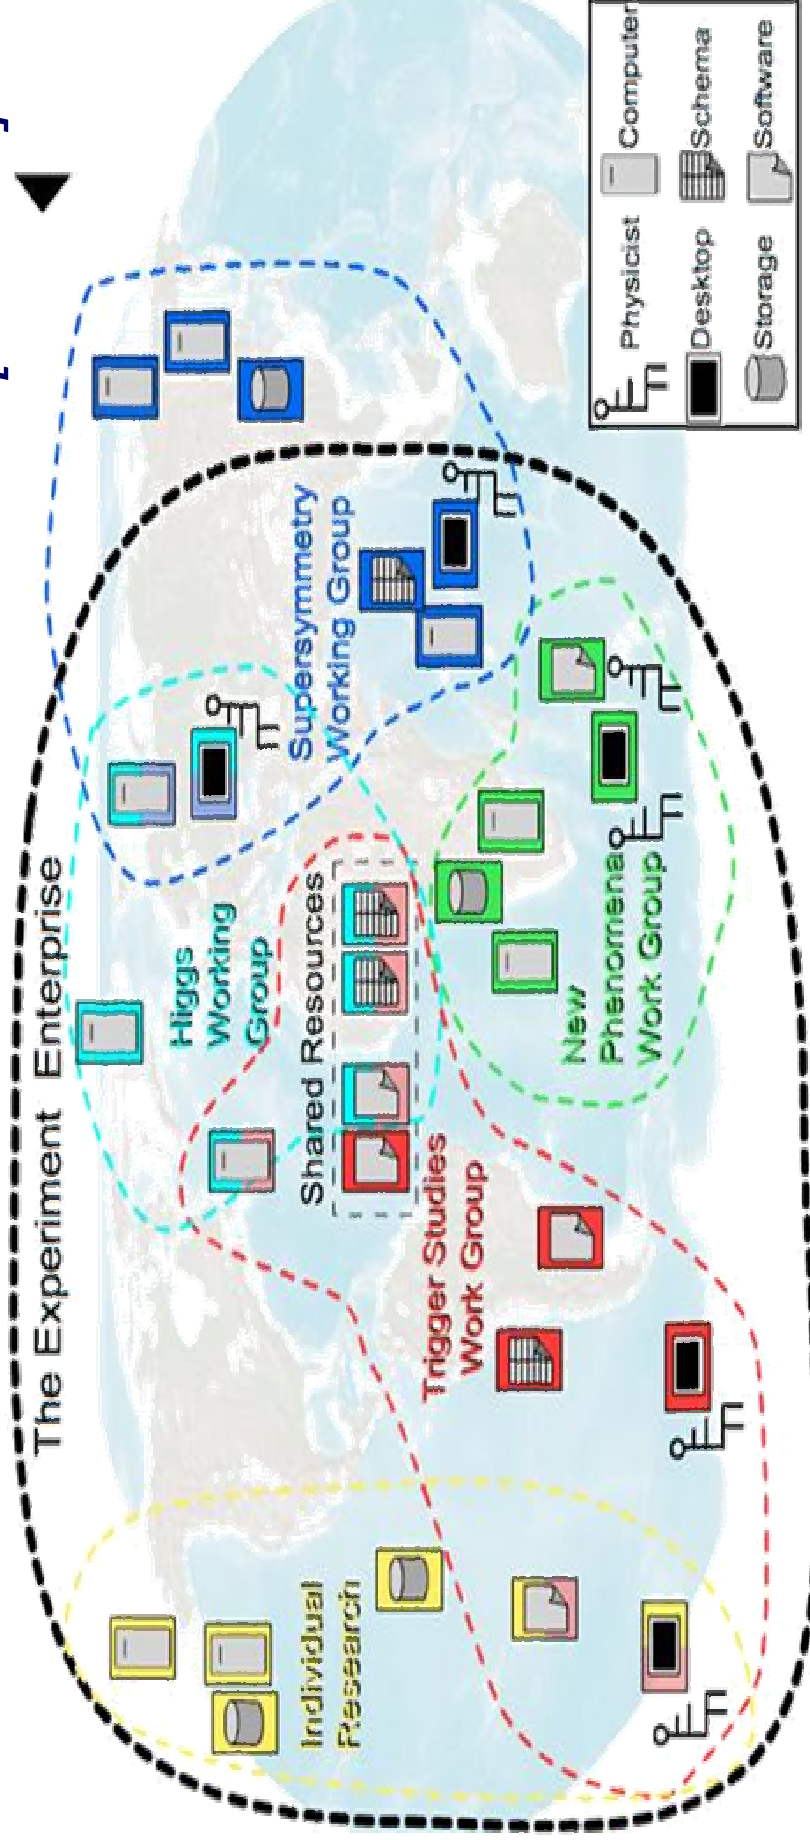 The Experiment Enterprise
Individual
Research
Trigger Studies
Work Group
Shared Resources
Higgs
Working
Group
New
Phenomena
Work Group
Supersymmetry
Working Group
Physicist
Computer
Desktop
Schema
Storage
Software